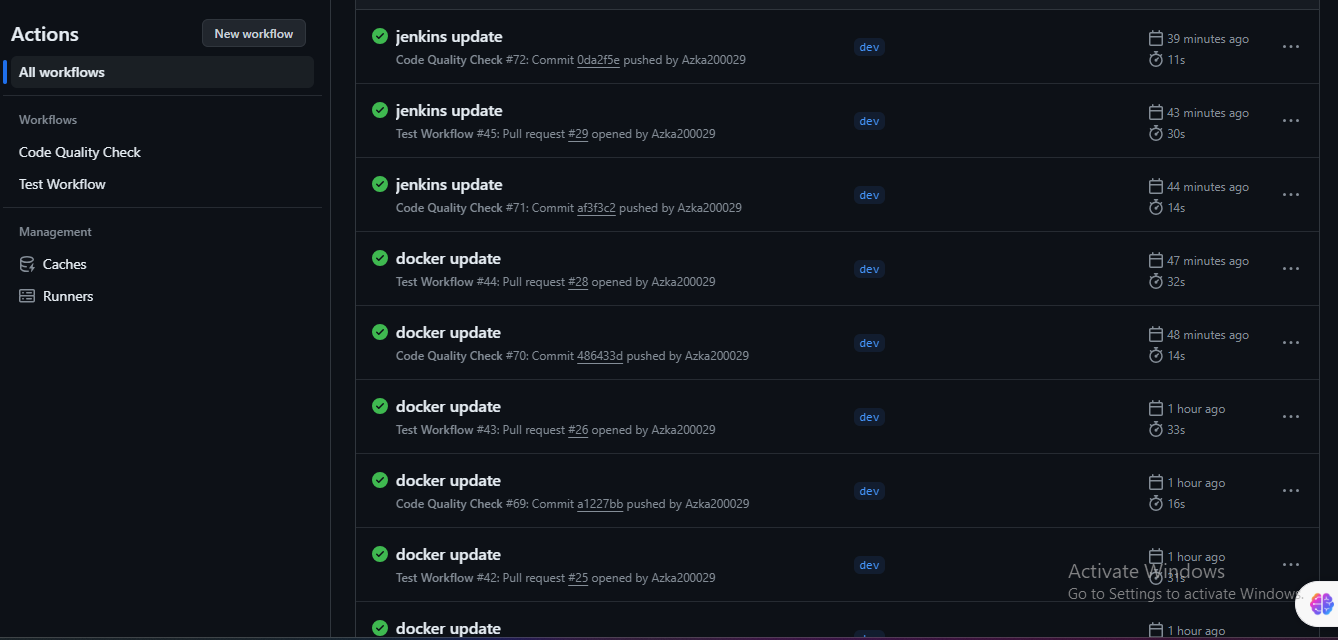 Actions
New workflow
All workflows
Workflows
Code Quality Check
Test Workflow
Management
Caches
Runners
jenkins update
Code Quality Check #72: Commit 0da2f5e pushed by Azka200029
dev
39 minutes ago
11s
jenkins update
Test Workflow #45: Pull request #29 opened by Azka200029
dev
43 minutes ago
30s
jenkins update
Code Quality Check #71: Commit af3f3c2 pushed by Azka200029
dev
44 minutes ago
14s
docker update
Test Workflow #44: Pull request #28 opened by Azka200029
dev
47 minutes ago
32s
docker update
Code Quality Check #70: Commit 486433d pushed by Azka200029
dev
48 minutes ago
14s
docker update
Test Workflow #43: Pull request #26 opened by Azka200029
dev
1 hour ago
33s
docker update
Code Quality Check #69: Commit a1227bb pushed by Azka200029
dev
1 hour ago
16s
docker update
Test Workflow #42: Pull request #25 opened by Azka200029
dev
1 hour ago
31s
Activate Windows
Go to Settings to activate Windows.
docker update
1 hour ago